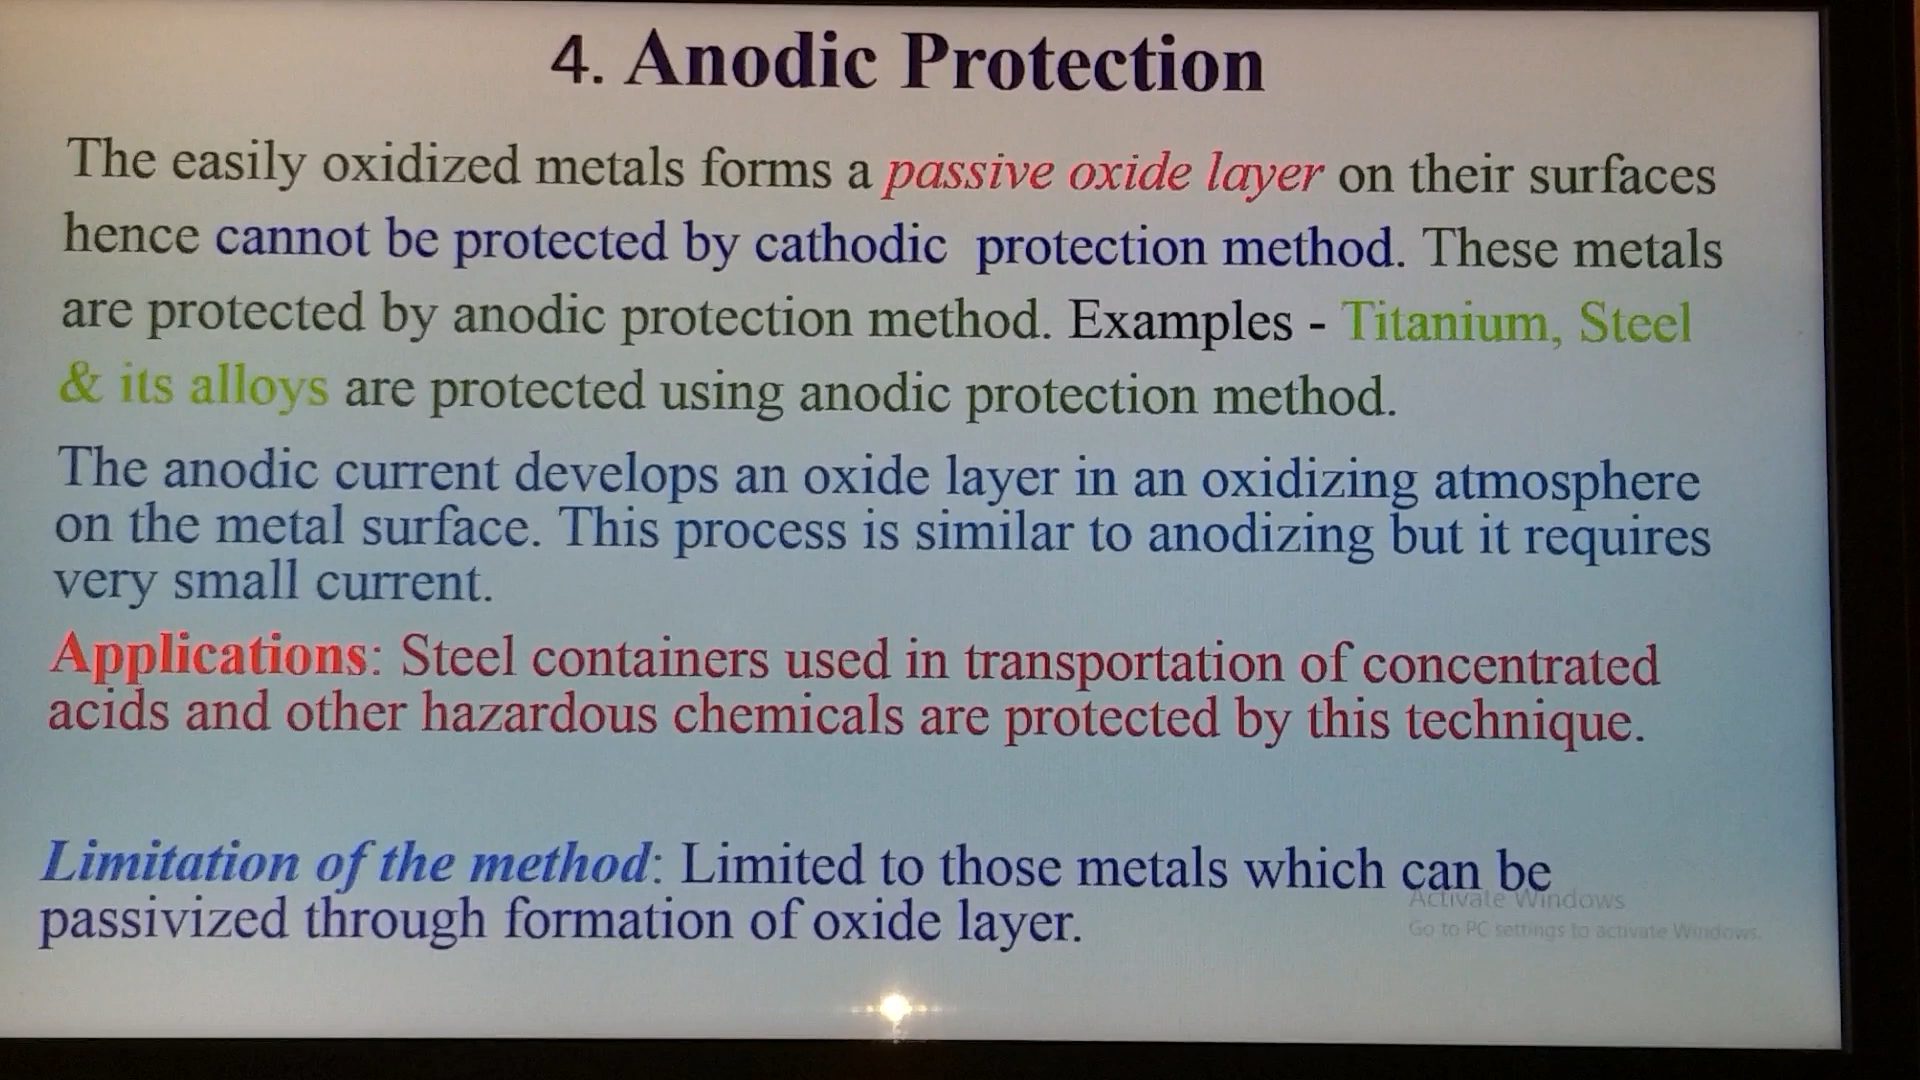 4. Anodic Protection
The easily oxidized metals forms a passive oxide layer on their surfaces
hence cannot be protected by cathodic protection method. These metals
are protected by anodic protection method. Examples - Titanium, Steel
& its alloys are protected using anodic protection method.
The anodic current develops an oxide layer in an oxidizing atmosphere
on the metal surface. This process is similar to anodizing but it requires
very small current.
Applications: Steel containers used in transportation of concentrated
acids and other hazardous chemicals are protected by this technique.
Limitation of the method: Limited to those metals which can be
passivized through formation of oxide layer.
Activate Windows
Go to PC settings to activate Windows.